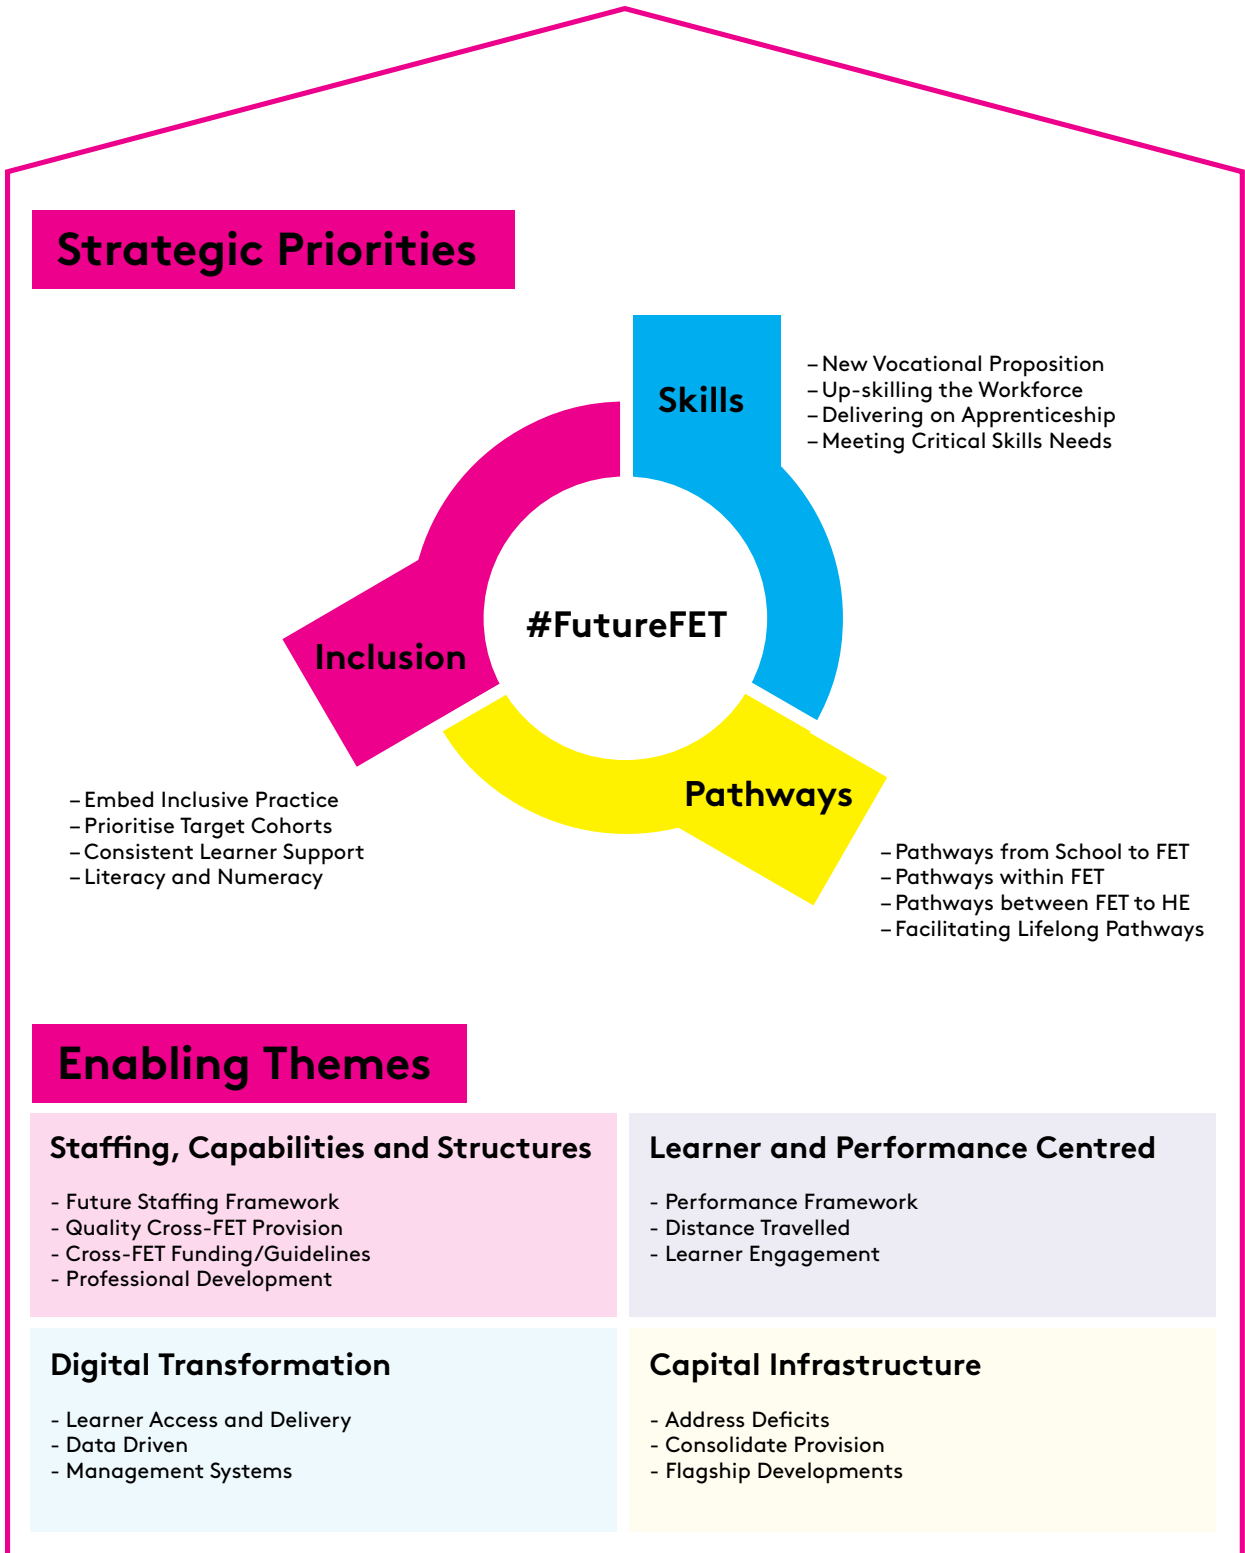 Strategic Priorities
Skills
– New Vocational Proposition
– Up-skilling the Workforce
– Delivering on Apprenticeship
– Meeting Critical Skills Needs
#FutureFET
Inclusion
– Embed Inclusive Practice
– Prioritise Target Cohorts
– Consistent Learner Support
– Literacy and Numeracy
Pathways
– Pathways from School to FET
– Pathways within FET
– Pathways between FET to HE
– Facilitating Lifelong Pathways
Enabling Themes
Staffing, Capabilities and Structures
- Future Staffing Framework
- Quality Cross-FET Provision
- Cross-FET Funding/Guidelines
- Professional Development
Learner and Performance Centred
- Performance Framework
- Distance Travelled
- Learner Engagement
Digital Transformation
- Learner Access and Delivery
- Data Driven
- Management Systems
Capital Infrastructure
- Address Deficits
- Consolidate Provision
- Flagship Developments